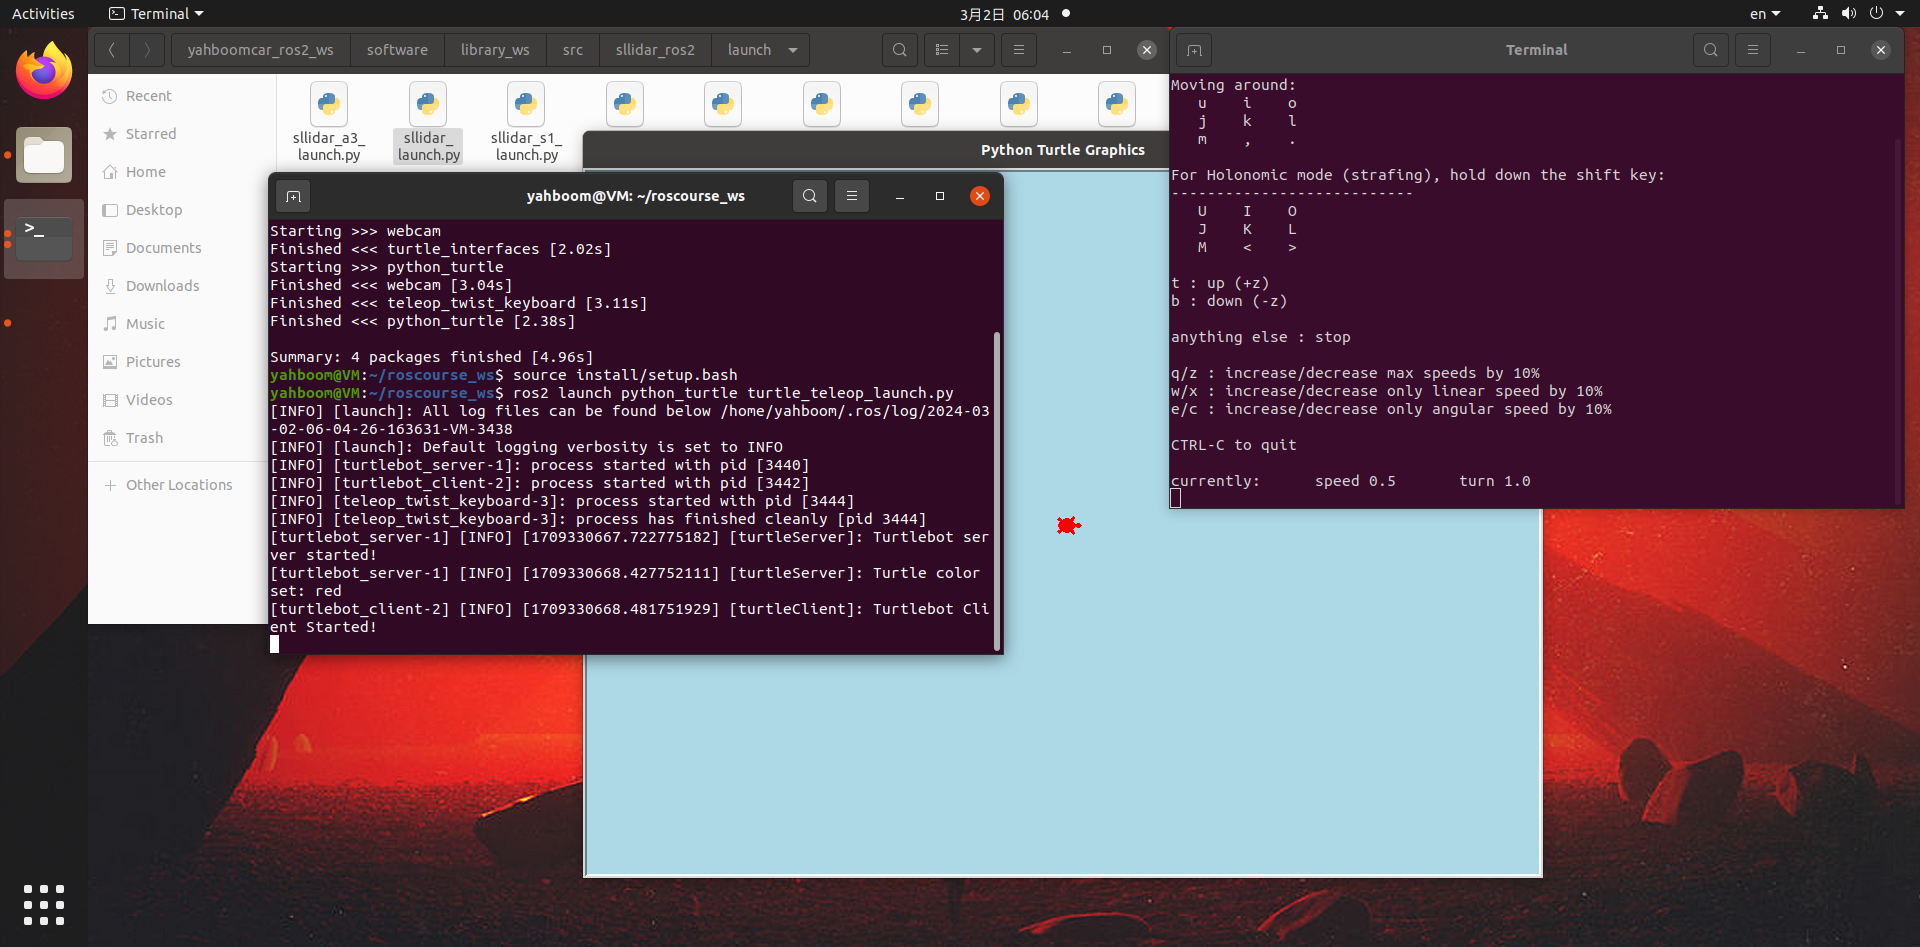 Activities
Terminal
3月2日 06:04
en
yahboomcar_ros2_ws
software
library_ws
src
sllidar_ros2
launch
Recent
Starred
Home
Desktop
Documents
Downloads
Music
Pictures
Videos
Trash
Other Locations
sllidar_a3_
launch.py
sllidar_
launch.py
sllidar_s1_
launch.py
Python Turtle Graphics
yahboom@VM: ~/roscourse_ws
Starting >>> webcam
Finished <<< turtle_interfaces [2.02s]
Starting >>> python_turtle
Finished <<< webcam [3.04s]
Finished <<< teleop_twist_keyboard [3.11s]
Finished <<< python_turtle [2.38s]
Summary: 4 packages finished [4.96s]
yahboom@VM:~/roscourse_ws$ source install/setup.bash
yahboom@VM:~/roscourse_ws$ ros2 launch python_turtle turtle_teleop_launch.py
[INFO] [launch]: All log files can be found below /home/yahboom/.ros/log/2024-03
-02-06-04-26-163631-VM-3438
[INFO] [launch]: Default logging verbosity is set to INFO
[INFO] [turtlebot_server-1]: process started with pid [3440]
[INFO] [turtlebot_client-2]: process started with pid [3442]
[INFO] [teleop_twist_keyboard-3]: process started with pid [3444]
[INFO] [teleop_twist_keyboard-3]: process has finished cleanly [pid 3444]
[turtlebot_server-1] [INFO] [1709330667.722775182] [turtleServer]: Turtlebot ser
ver started!
[turtlebot_server-1] [INFO] [1709330668.427752111] [turtleServer]: Turtle color
set: red
[turtlebot_client-2] [INFO] [1709330668.481751929] [turtleClient]: Turtlebot Cli
ent Started!
Terminal
Moving around:
u i o
j k l
m , .
For Holonomic mode (strafing), hold down the shift key:
---------------------------
U I O
J K L
M < >
t : up (+z)
b : down (-z)
anything else : stop
q/z : increase/decrease max speeds by 10%
w/x : increase/decrease only linear speed by 10%
e/c : increase/decrease only angular speed by 10%
CTRL-C to quit
currently: speed 0.5 turn 1.0